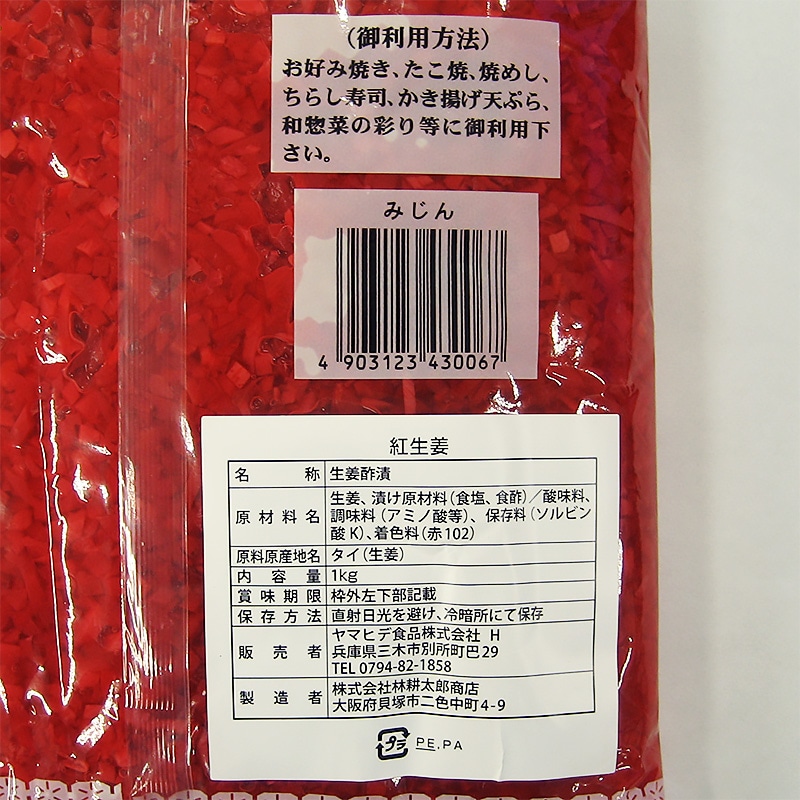 (御利用方法)
お好み焼き、たこ焼、焼めし、
ちらし寿司、かき揚げ天ぷら、
和惣菜の彩り等に御利用下
さい。
みじん
4 903123 430067
紅生姜
名 称 生姜酢漬
原材料名 生姜、漬け原材料(食塩、食酢)/酸味料、
調味料(アミノ酸等)、保存料(ソルビン
酸K)、着色料(赤102)
原料原産地名 タイ(生姜)
内容量 1kg
賞味期限 枠外左下部記載
保存方法 直射日光を避け、冷暗所にて保存
販売者 ヤマヒデ食品株式会社 H
兵庫県三木市別所町巴29
TEL 0794-82-1858
製造者 株式会社林耕太郎商店
大阪府貝塚市二色中町4-9
プラ PE,PA